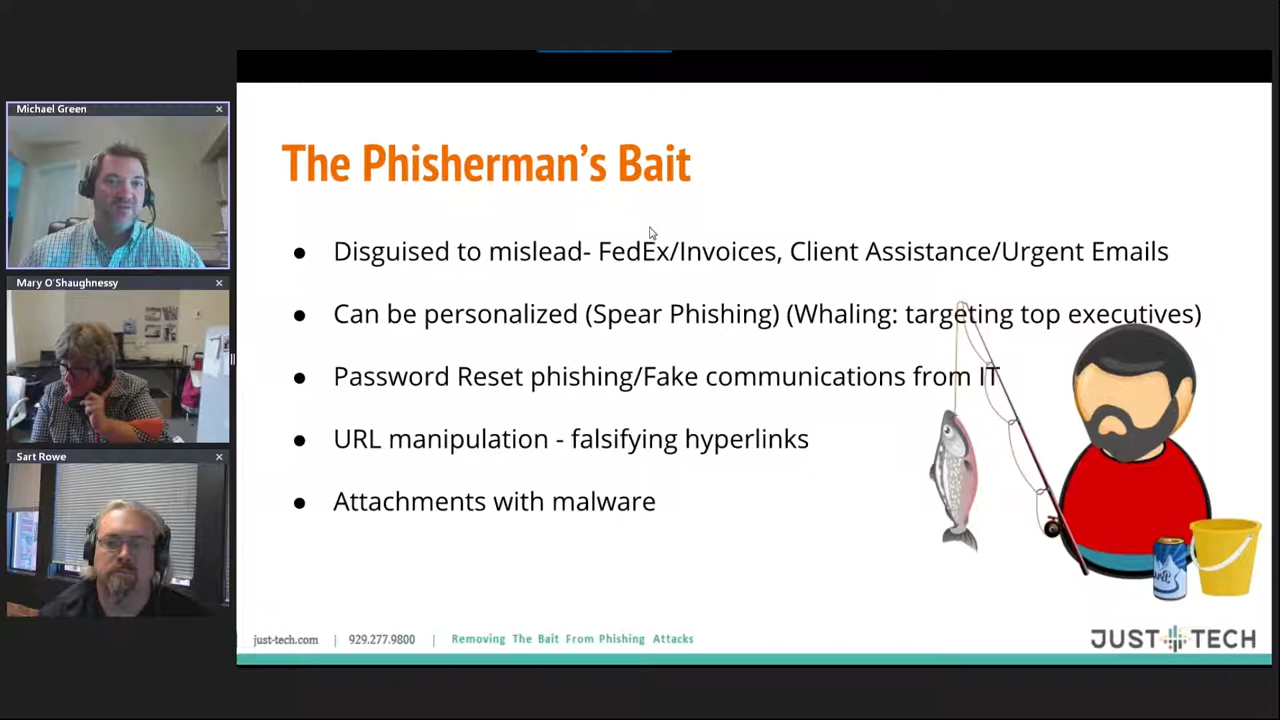 Michael Green
Mary O'Shaughnessy
Sart Rowe
The Phisherman's Bait
● Disguised to mislead- FedEx/Invoices, Client Assistance/Urgent Emails
● Can be personalized (Spear Phishing) (Whaling: targeting top executives)
● Password Reset phishing/Fake communications from IT
● URL manipulation - falsifying hyperlinks
● Attachments with malware
just-tech.com | 929.277.9800 | Removing The Bait From Phishing Attacks
JUST TECH